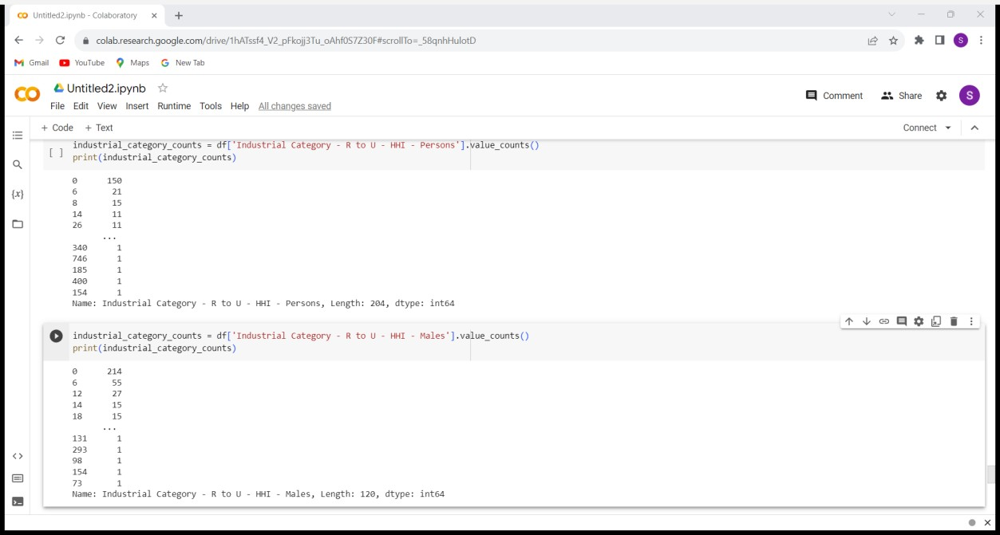 Untitled2.ipynb - Colaboratory
colab.research.google.com/drive/1hATssf4_V2_pFkojj3Tu_oAhf0S7Z30F#scrollTo=_58qnhHulotD
S
Gmail YouTube Maps New Tab
Untitled2.ipynb
File Edit View Insert Runtime Tools Help All changes saved
Comment Share S
+ Code + Text
Connect
{x}
[ ]
industrial_category_counts = df['Industrial Category - R to U - HHI - Persons'].value_counts()
print(industrial_category_counts)
0 150
6 21
8 15
14 11
26 11
...
340 1
746 1
185 1
400 1
154 1
Name: Industrial Category - R to U - HHI - Persons, Length: 204, dtype: int64
industrial_category_counts = df['Industrial Category - R to U - HHI - Males'].value_counts()
print(industrial_category_counts)
0 214
6 55
12 27
14 15
18 15
...
131 1
293 1
98 1
154 1
73 1
Name: Industrial Category - R to U - HHI - Males, Length: 120, dtype: int64